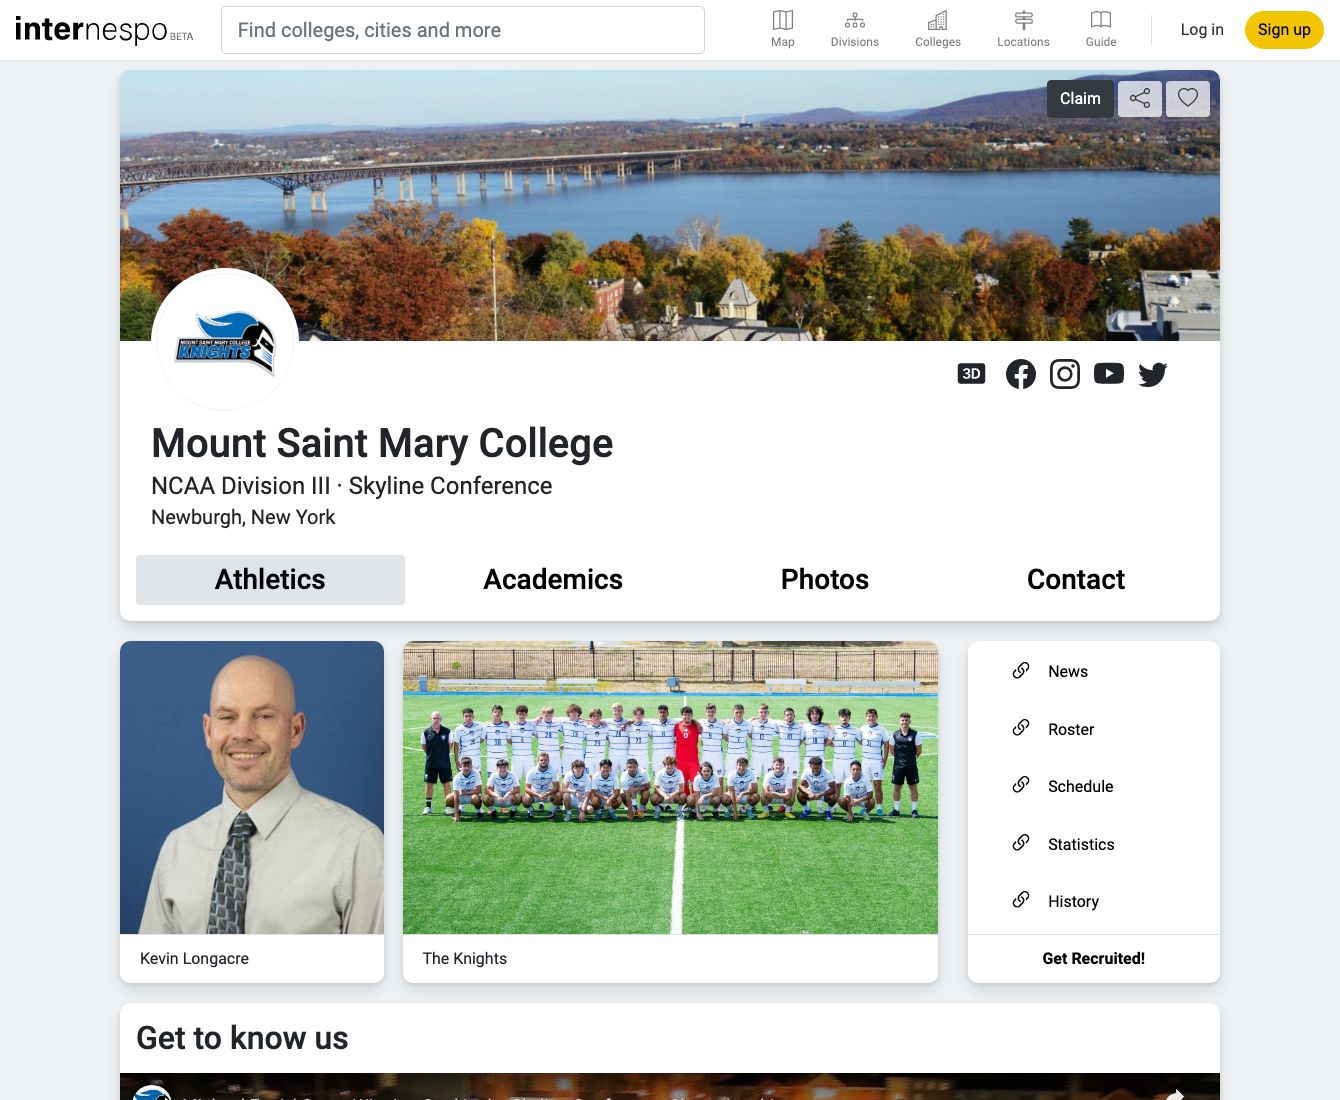 internespo BETA
Find colleges, cities and more
Map
Divisions
Colleges
Locations
Guide
Log in
Sign up
Claim
MOUNT SAINT MARY COLLEGE
KNIGHTS
3D
Mount Saint Mary College
NCAA Division III · Skyline Conference
Newburgh, New York
Athletics
Academics
Photos
Contact
News
Roster
Schedule
Statistics
History
Kevin Longacre
The Knights
Get Recruited!
Get to know us